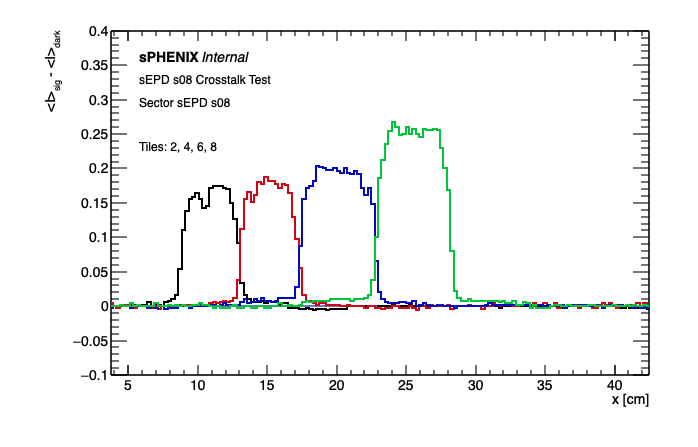 0.4
0.35
0.3
0.25
0.2
0.15
0.1
0.05
0
−0.05
−0.1
<I>sig - <I>dark
sPHENIX Internal
sEPD s08 Crosstalk Test
Sector sEPD s08
Tiles: 2, 4, 6, 8
5 10 15 20 25 30 35 40
x [cm]